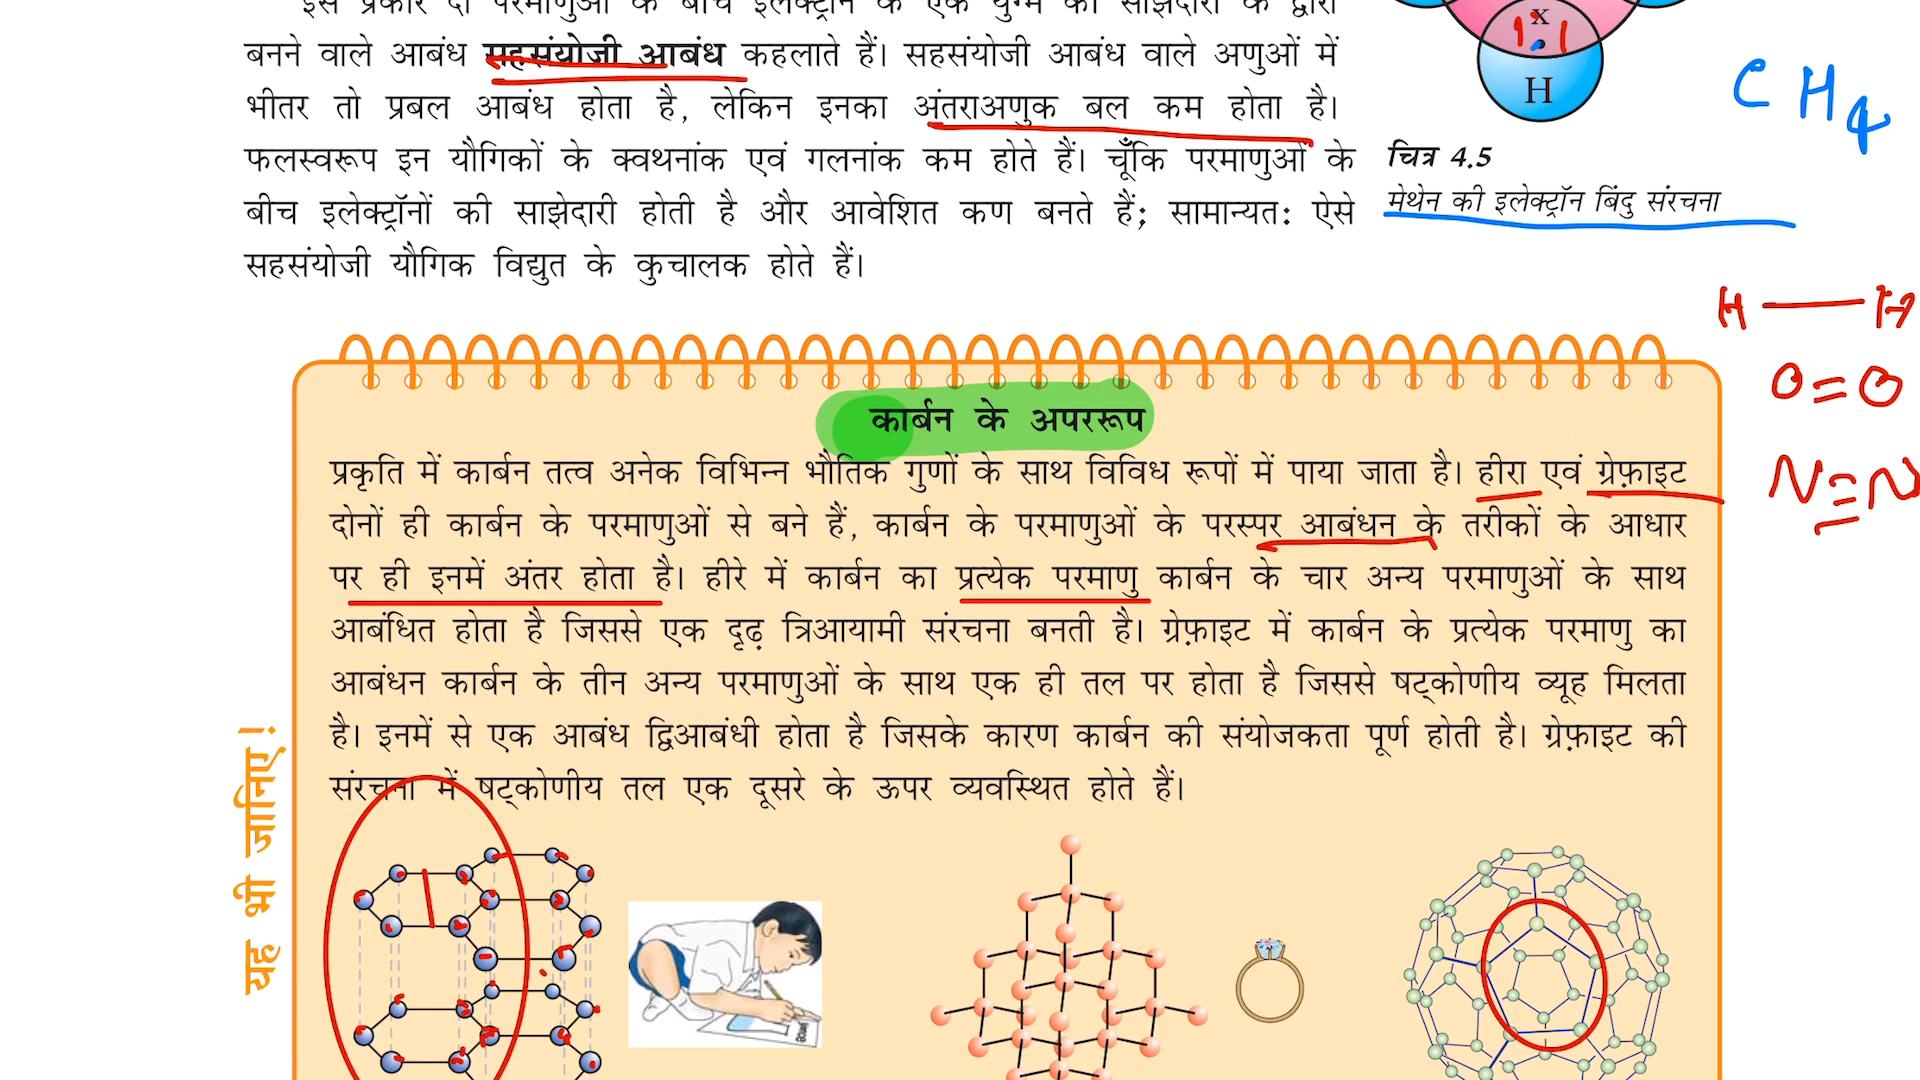 इस प्रकार दो परमाणुओं के बीच इलेक्ट्रॉन के एक युग्म की साझेदारी के द्वारा
बनने वाले आबंध सहसंयोजी आबंध कहलाते हैं। सहसंयोजी आबंध वाले अणुओं में
भीतर तो प्रबल आबंध होता है, लेकिन इनका अंतराअणुक बल कम होता है।
फलस्वरूप इन यौगिकों के क्वथनांक एवं गलनांक कम होते हैं। चूँकि परमाणुओं के
बीच इलेक्ट्रॉनों की साझेदारी होती है और आवेशित कण बनते हैं; सामान्यत: ऐसे
सहसंयोजी यौगिक विद्युत के कुचालक होते हैं।
x
H
CH4
चित्र 4.5
मेथेन की इलेक्ट्रॉन बिंदु संरचना
H — H
O=O
N≡N
यह भी जानिए!
कार्बन के अपररूप
प्रकृति में कार्बन तत्व अनेक विभिन्न भौतिक गुणों के साथ विविध रूपों में पाया जाता है। हीरा एवं ग्रेफ़ाइट
दोनों ही कार्बन के परमाणुओं से बने हैं, कार्बन के परमाणुओं के परस्पर आबंधन के तरीकों के आधार
पर ही इनमें अंतर होता है। हीरे में कार्बन का प्रत्येक परमाणु कार्बन के चार अन्य परमाणुओं के साथ
आबंधित होता है जिससे एक दृढ़ त्रिआयामी संरचना बनती है। ग्रेफ़ाइट में कार्बन के प्रत्येक परमाणु का
आबंधन कार्बन के तीन अन्य परमाणुओं के साथ एक ही तल पर होता है जिससे षट्कोणीय व्यूह मिलता
है। इनमें से एक आबंध द्विआबंधी होता है जिसके कारण कार्बन की संयोजकता पूर्ण होती है। ग्रेफ़ाइट की
संरचना में षट्कोणीय तल एक दूसरे के ऊपर व्यवस्थित होते हैं।